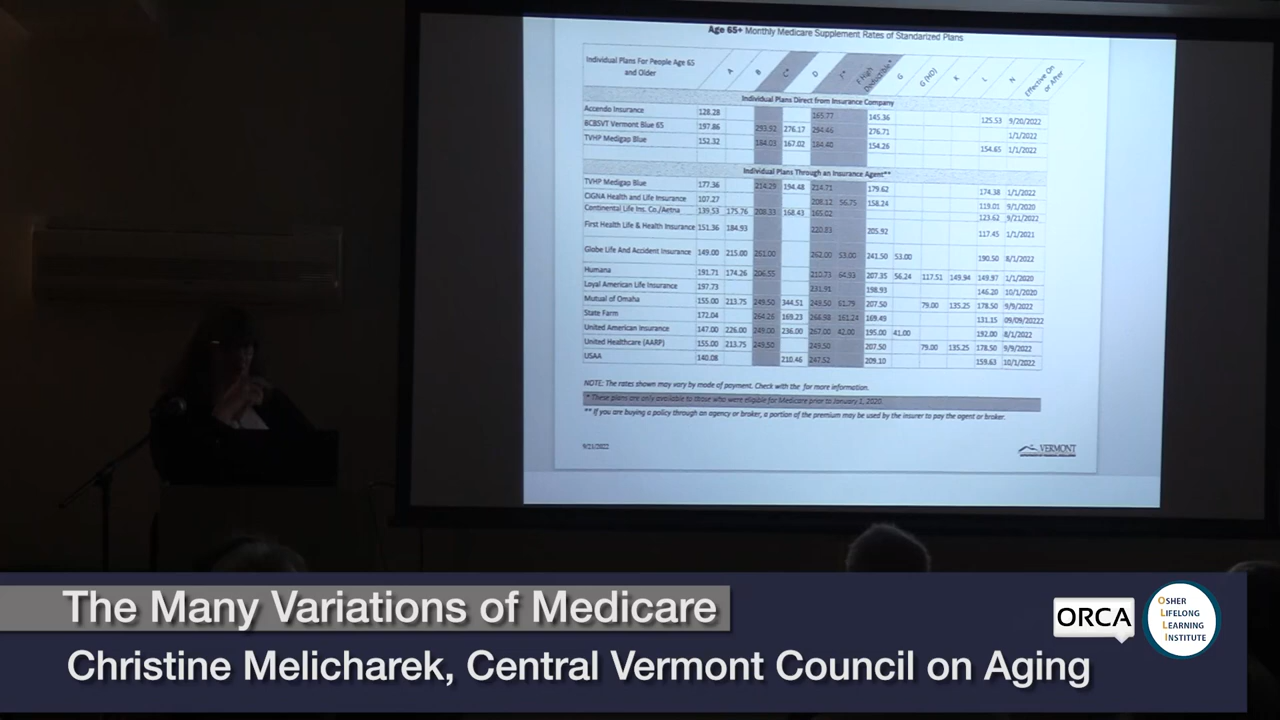 Age 65+ Monthly Medicare Supplement Rates of Standarized Plans
Individual Plans For People Age 65
and Older
A B C* D F* F High Deductible* G G (HD) K L N Effective On or After
Individual Plans Direct from Insurance Company
Accendo Insurance 128.28 165.77 145.36 125.53 9/20/2022
BCBSVT Vermont Blue 65 197.86 293.92 276.17 294.46 276.71 1/1/2022
TVHP Medigap Blue 152.32 184.03 167.02 184.40 154.26 154.65 1/1/2022
Individual Plans Through an Insurance Agent**
TVHP Medigap Blue 177.36 214.29 194.48 214.71 179.62 174.38 1/1/2022
CIGNA Health and Life Insurance 107.27 208.12 56.75 158.24 119.01 9/1/2020
Continental Life Ins. Co./Aetna 139.53 175.76 208.33 168.43 165.02 123.62 9/21/2022
First Health Life & Health Insurance 151.36 184.93 220.83 205.92 117.45 1/1/2021
Globe Life And Accident Insurance 149.00 215.00 261.00 262.00 53.00 241.50 53.00 190.50 8/1/2022
Humana 191.71 174.26 206.55 210.73 64.93 207.35 56.24 117.51 149.94 149.97 1/1/2020
Loyal American Life Insurance 197.73 231.91 198.93 146.20 10/1/2020
Mutual of Omaha 155.00 213.75 249.50 344.51 249.50 61.79 207.50 79.00 135.25 178.50 9/9/2022
State Farm 172.04 264.26 169.23 266.98 161.24 169.49 131.15 09/09/20222
United American Insurance 147.00 226.00 249.00 236.00 267.00 42.00 195.00 41.00 192.00 8/1/2022
United Healthcare (AARP) 155.00 213.75 249.50 249.50 207.50 79.00 135.25 178.50 9/9/2022
USAA 140.08 210.46 247.52 209.10 159.63 10/1/2022
NOTE: The rates shown may vary by mode of payment. Check with the for more information.
* These plans are only available to those who were eligible for Medicare prior to January 1, 2020.
** If you are buying a policy through an agency or broker, a portion of the premium may be used by the insurer to pay the agent or broker.
9/21/2022
VERMONT
The Many Variations of Medicare
Christine Melicharek, Central Vermont Council on Aging
ORCA
OSHER
LIFELONG
LEARNING
INSTITUTE